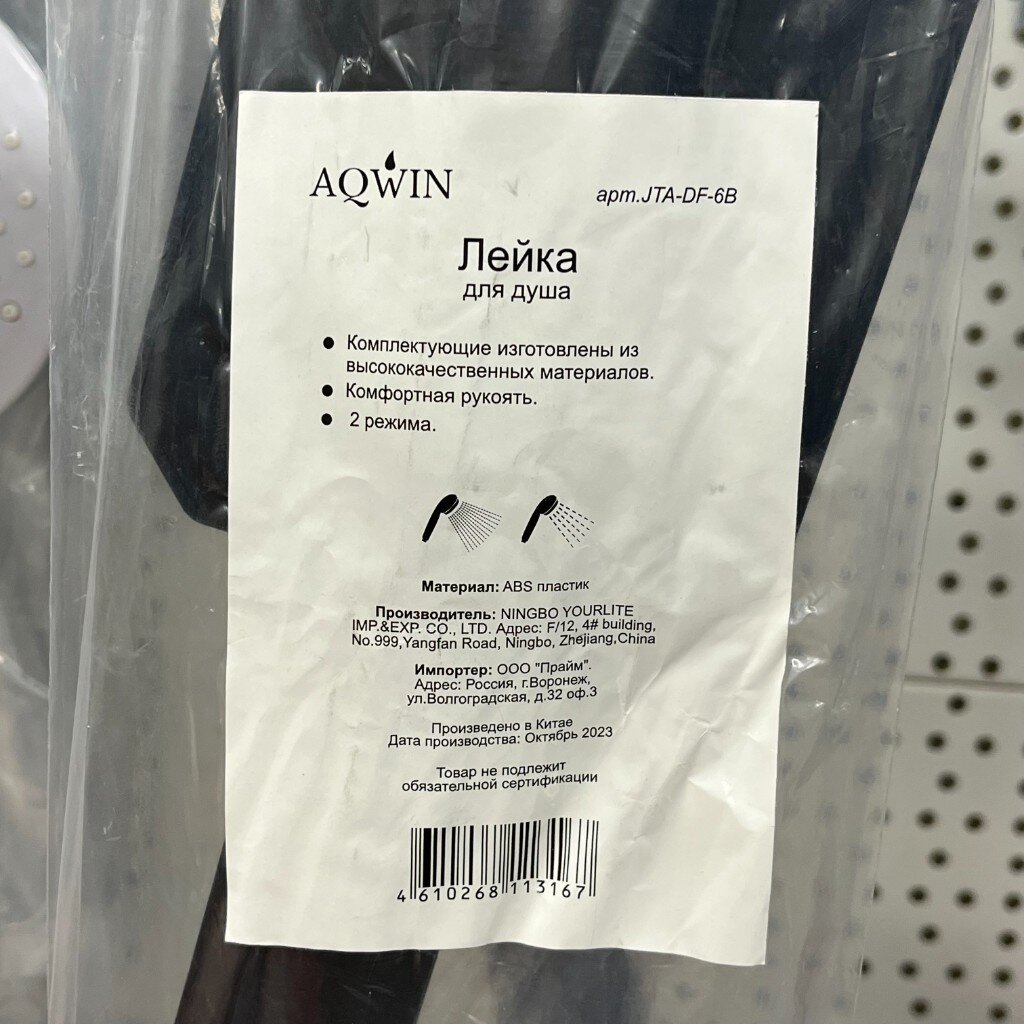 AQWIN
арт.JTA-DF-6B
Лейка
для душа
● Комплектующие изготовлены из
высококачественных материалов.
● Комфортная рукоять.
● 2 режима.
Материал: ABS пластик
Производитель: NINGBO YOURLITE
IMP.&EXP. CO., LTD. Адрес: F/12, 4# building,
No.999,Yangfan Road, Ningbo, Zhejiang,China
Импортер: ООО "Прайм".
Адрес: Россия, г.Воронеж,
ул.Волгоградская, д.32 оф.3
Произведено в Китае
Дата производства: Октябрь 2023
Товар не подлежит
обязательной сертификации
4 610268 113167